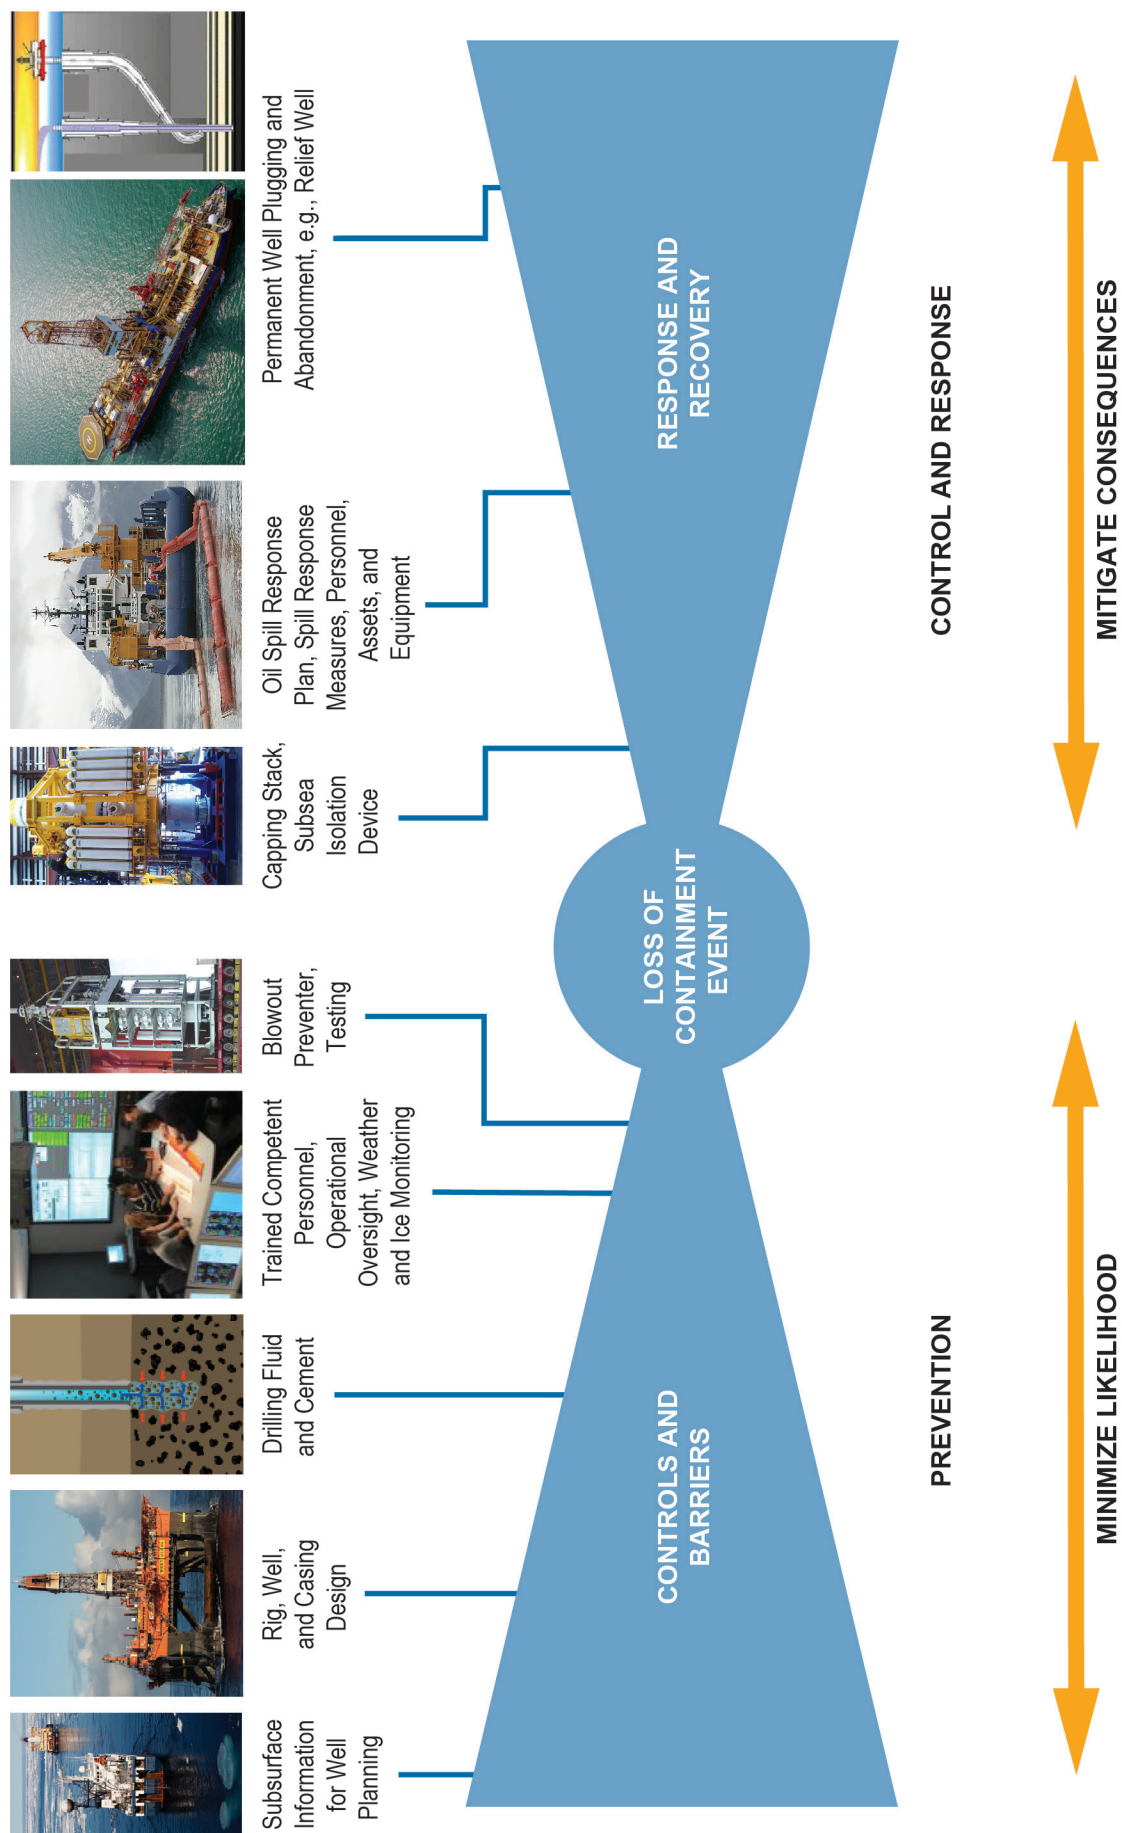 Subsurface
Information
for Well
Planning
Rig, Well,
and Casing
Design
Drilling Fluid
and Cement
Trained Competent
Personnel,
Operational
Oversight, Weather
and Ice Monitoring
Blowout
Preventer,
Testing
Capping Stack,
Subsea
Isolation
Device
Oil Spill Response
Plan, Spill Response
Measures, Personnel,
Assets, and
Equipment
Permanent Well Plugging and
Abandonment, e.g., Relief Well
CONTROLS AND
BARRIERS
LOSS OF
CONTAINMENT
EVENT
RESPONSE AND
RECOVERY
PREVENTION
CONTROL AND RESPONSE
MINIMIZE LIKELIHOOD
MITIGATE CONSEQUENCES